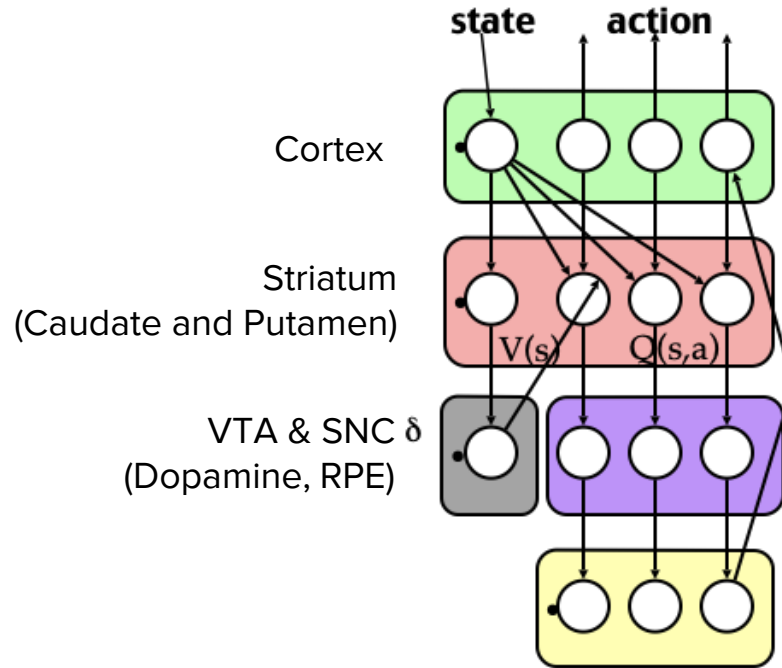 state action
Cortex
Striatum
(Caudate and Putamen)
V(s) Q(s,a)
VTA & SNC δ
(Dopamine, RPE)